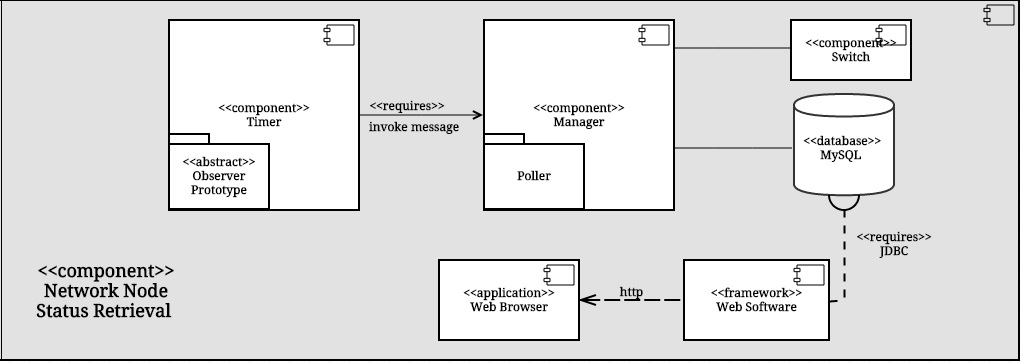 <<component>>
Timer
<<abstract>>
Observer
Prototype
<<requires>>
invoke message
<<component>>
Manager
Poller
<<component>>
Switch
<<database>>
MySQL
<<requires>>
JDBC
<<component>>
Network Node
Status Retrieval
<<application>>
Web Browser
http
<<framework>>
Web Software